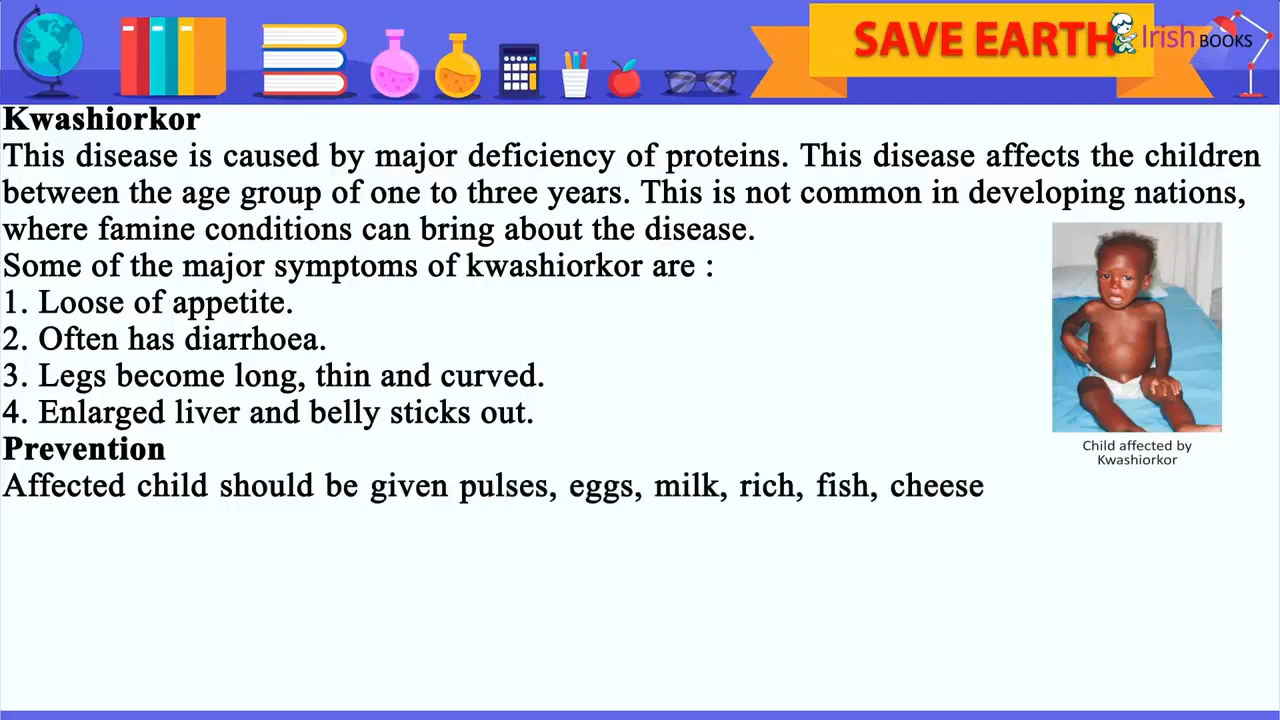 SAVE EARTH
Irish BOOKS
Kwashiorkor
This disease is caused by major deficiency of proteins. This disease affects the children
between the age group of one to three years. This is not common in developing nations,
where famine conditions can bring about the disease.
Some of the major symptoms of kwashiorkor are :
1. Loose of appetite.
2. Often has diarrhoea.
3. Legs become long, thin and curved.
4. Enlarged liver and belly sticks out.
Prevention
Affected child should be given pulses, eggs, milk, rich, fish, cheese
Child affected by
Kwashiorkor